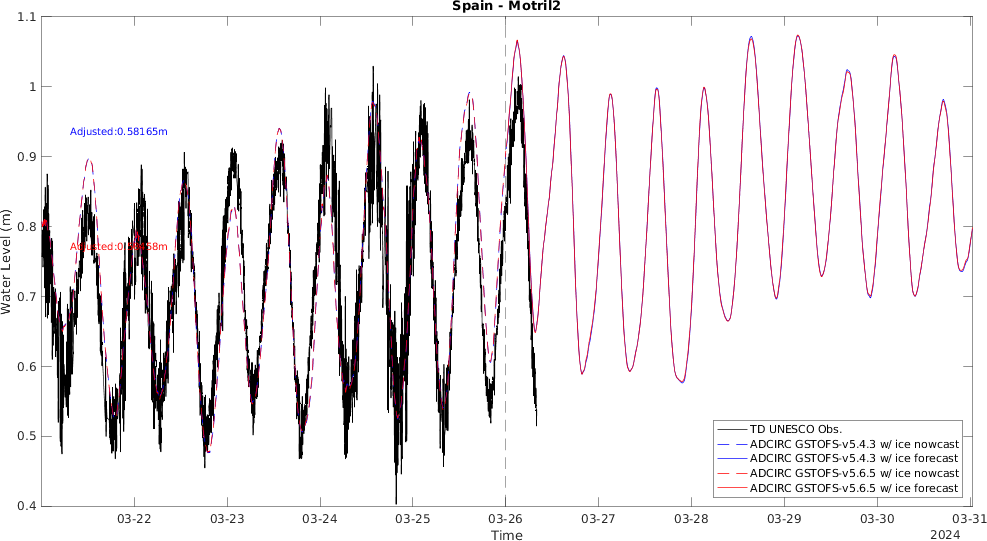 Spain - Motril2
1.1
1
0.9
0.8
0.7
0.6
0.5
0.4
Water Level (m)
Adjusted:0.58165m
03-22
03-23
03-24
03-25
03-26
03-27
03-28
03-29
03-30
03-31
Time
2024
TD UNESCO Obs.
ADCIRC GSTOFS-v5.4.3 w/ ice nowcast
ADCIRC GSTOFS-v5.4.3 w/ ice forecast
ADCIRC GSTOFS-v5.6.5 w/ ice nowcast
ADCIRC GSTOFS-v5.6.5 w/ ice forecast